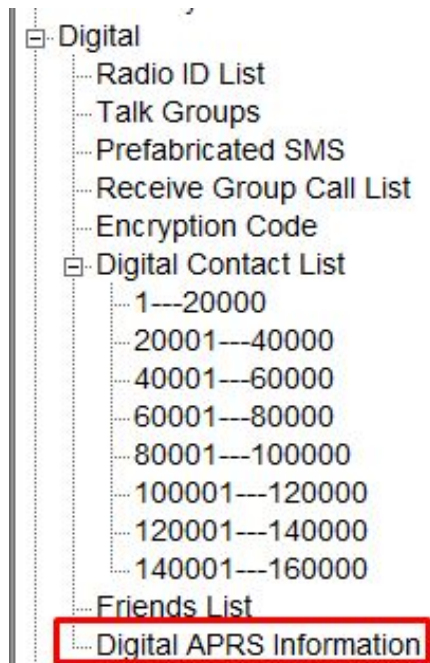 Digital
Radio ID List
Talk Groups
Prefabricated SMS
Receive Group Call List
Encryption Code
Digital Contact List
1---20000
20001---40000
40001---60000
60001---80000
80001---100000
100001---120000
120001---140000
140001---160000
Friends List
Digital APRS Information